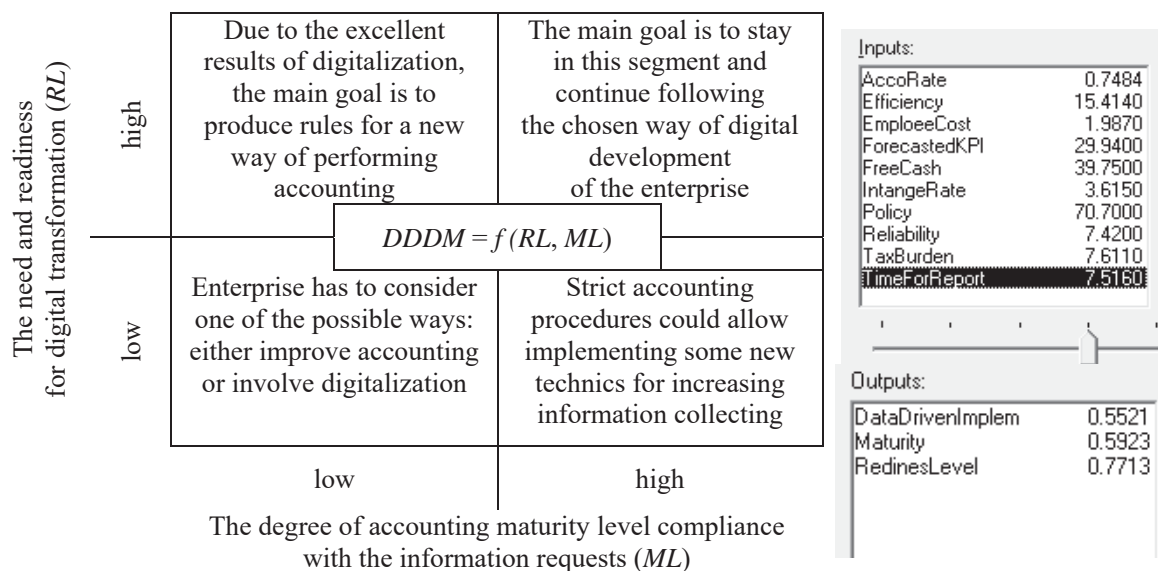 The need and readiness
for digital transformation (RL)
high
Due to the excellent
results of digitalization,
the main goal is to
produce rules for a new
way of performing
accounting
The main goal is to stay
in this segment and
continue following
the chosen way of digital
development
of the enterprise
DDDM = f (RL, ML)
low
Enterprise has to consider
one of the possible ways:
either improve accounting
or involve digitalization
Strict accounting
procedures could allow
implementing some new
technics for increasing
information collecting
low
high
The degree of accounting maturity level compliance
with the information requests (ML)
Inputs:
AccoRate 0.7484
Efficiency 15.4140
EmploeeCost 1.9870
ForecastedKPI 29.9400
FreeCash 39.7500
IntangeRate 3.6150
Policy 70.7000
Reliability 7.4200
TaxBurden 7.6110
TimeForReport 7.5160
Outputs:
DataDrivenImplem 0.5521
Maturity 0.5923
RedinesLevel 0.7713